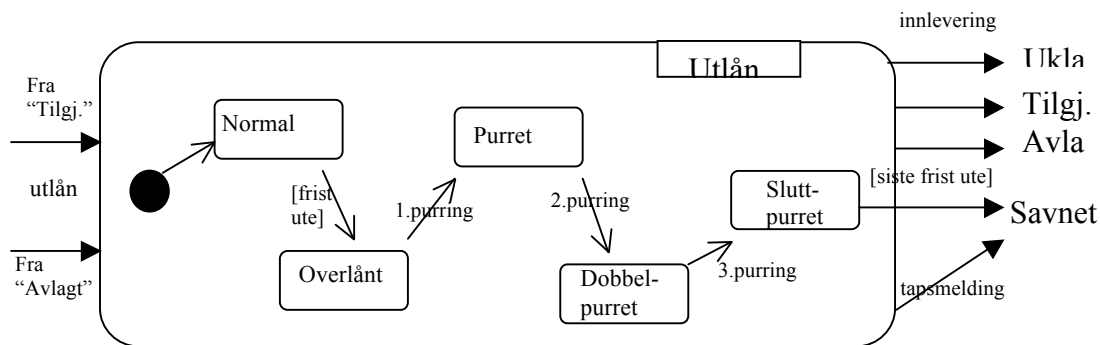 innlevering
Utlån
Ukla
Fra
“Tilgj.”
Tilgj.
Normal
Purret
Avla
[siste frist ute]
utlån
[frist
ute]
1.purring
2.purring
Slutt-
purret
Savnet
Fra
“Avlagt”
Overlånt
Dobbel-
purret
3.purring
tapsmelding